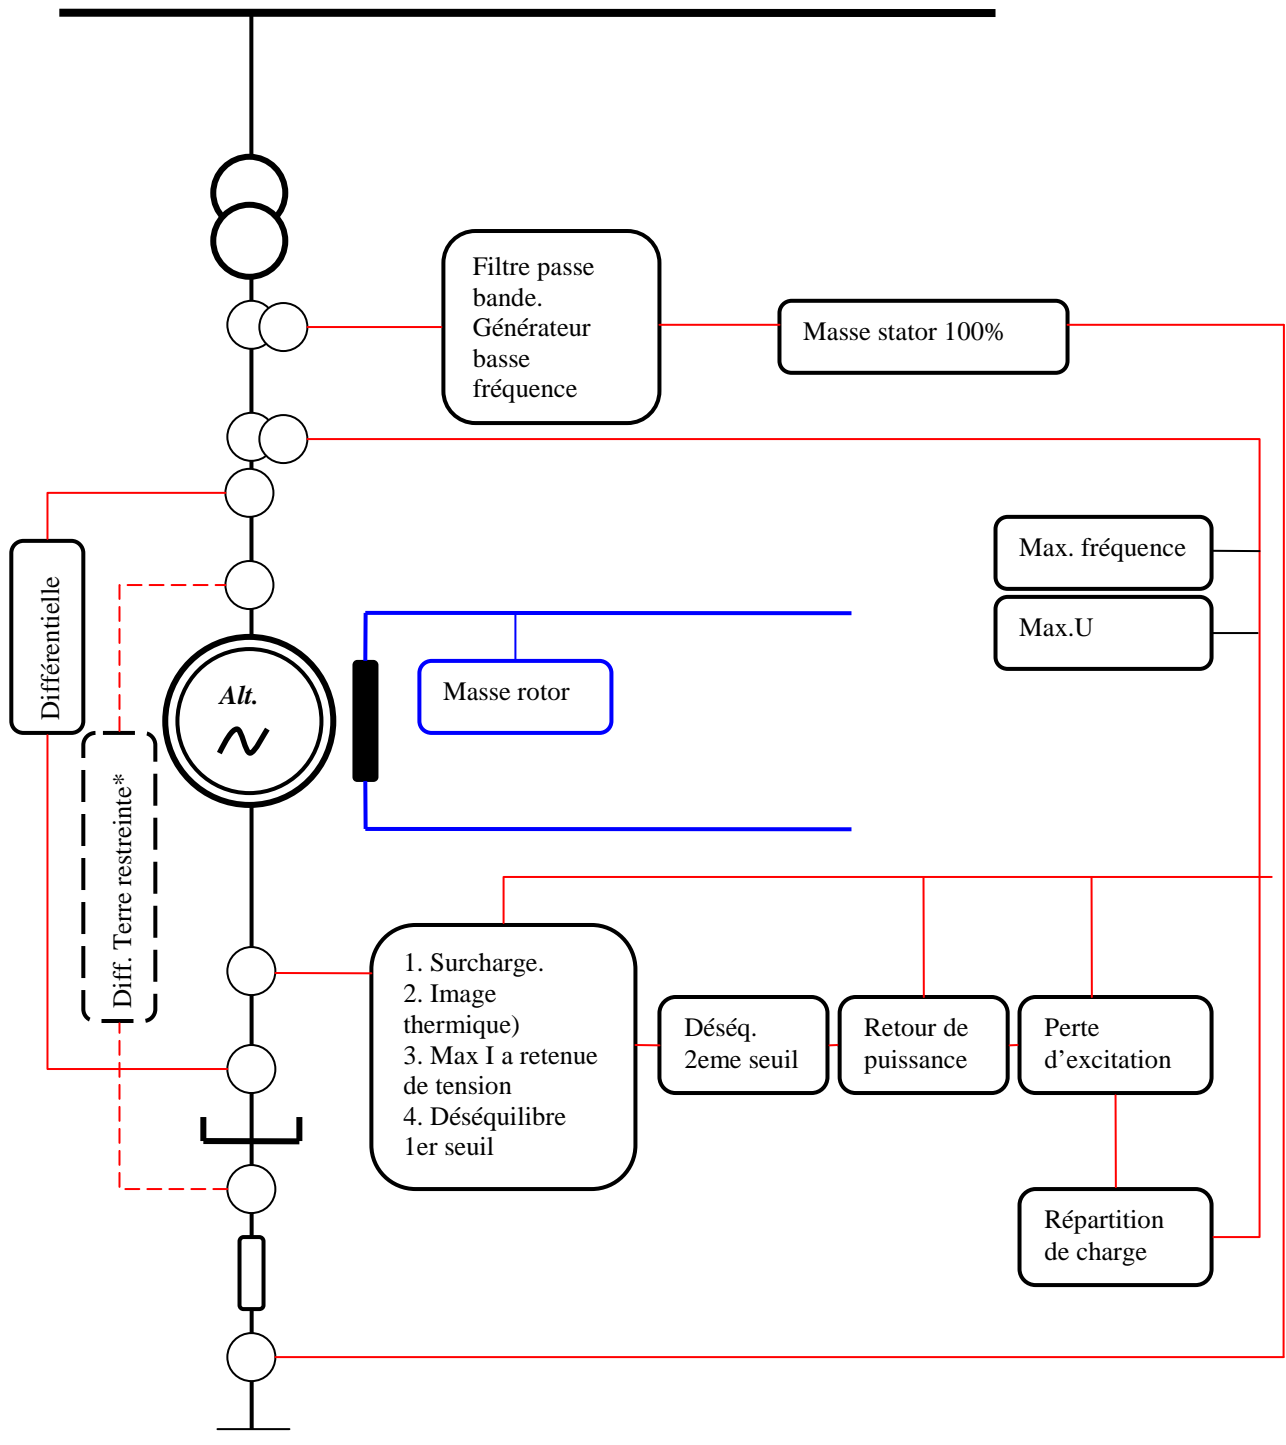 Filtre passe
bande.
Générateur
basse
fréquence
Masse stator 100%
Max. fréquence
Max.U
Différentielle
Alt.
Masse rotor
Diff. Terre restreinte*
1. Surcharge.
2. Image
thermique)
3. Max I a retenue
de tension
4. Déséquilibre
1er seuil
Déséq.
2eme seuil
Retour de
puissance
Perte
d’excitation
Répartition
de charge